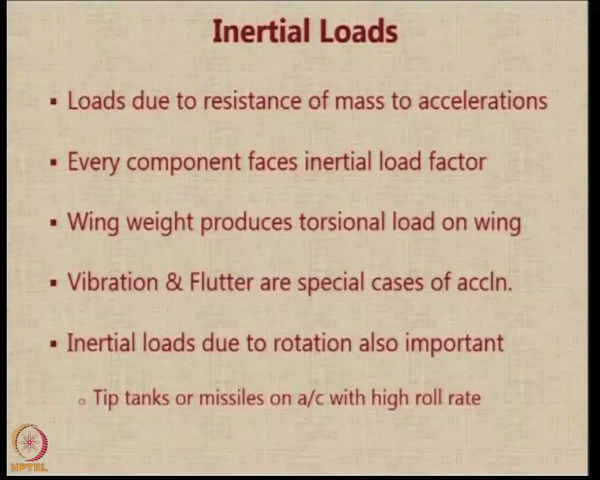 Inertial Loads
▪ Loads due to resistance of mass to accelerations
▪ Every component faces inertial load factor
▪ Wing weight produces torsional load on wing
▪ Vibration & Flutter are special cases of accln.
▪ Inertial loads due to rotation also important
o Tip tanks or missiles on a/c with high roll rate
NPTEL